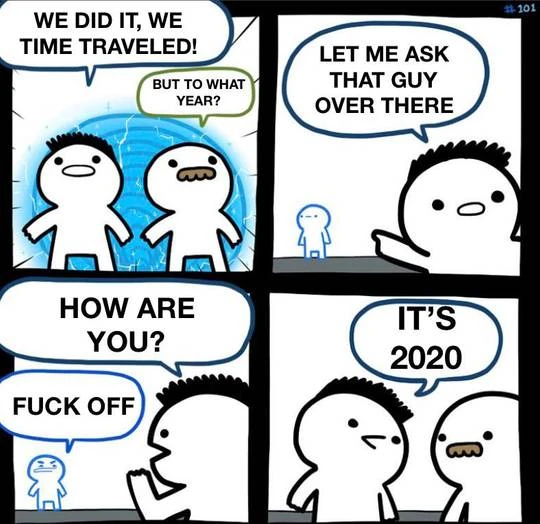 WE DID IT, WE
TIME TRAVELED!
BUT TO WHAT
YEAR?
# 101
LET ME ASK
THAT GUY
OVER THERE
HOW ARE
YOU?
FUCK OFF
IT'S
2020